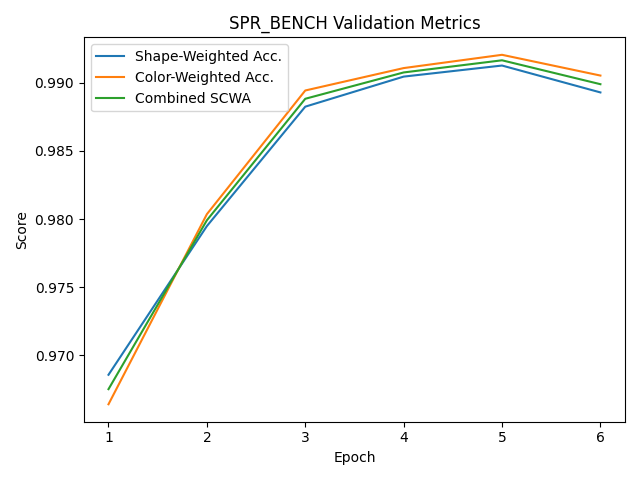 SPR_BENCH Validation Metrics
Shape-Weighted Acc.
Color-Weighted Acc.
Combined SCWA
0.990
0.985
0.980
0.975
0.970
Score
1 2 3 4 5 6
Epoch